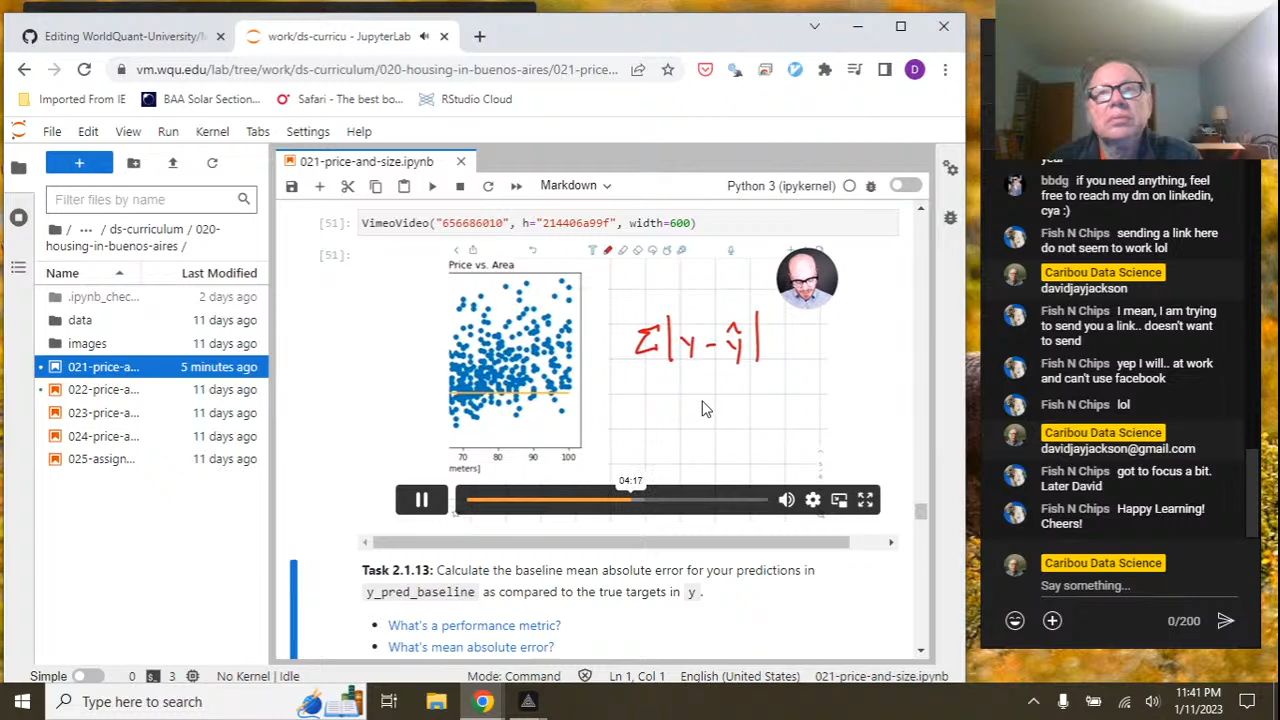 Editing WorldQuant-University/
work/ds-curricu - JupyterLab
vm.wqu.edu/lab/tree/work/ds-curriculum/020-housing-in-buenos-aires/021-price...
D
Imported From IE
BAA Solar Section...
Safari - The best bo...
RStudio Cloud
File Edit View Run Kernel Tabs Settings Help
021-price-and-size.ipynb
Markdown
Python 3 (ipykernel)
Filter files by name
/ ... / ds-curriculum / 020-
housing-in-buenos-aires /
Name Last Modified
.ipynb_chec... 2 days ago
data 11 days ago
images 11 days ago
021-price-a... 5 minutes ago
022-price-a... 11 days ago
023-price-a... 11 days ago
024-price-a... 11 days ago
025-assign... 11 days ago
[51]: VimeoVideo("656686010", h="214406a99f", width=600)
[51]:
Price vs. Area
Σ|y - ŷ|
70 80 90 100
meters]
04:17
Task 2.1.13: Calculate the baseline mean absolute error for your predictions in
y_pred_baseline as compared to the true targets in y.
What's a performance metric?
What's mean absolute error?
Simple 0 3 No Kernel | Idle
Mode: Command Ln 1, Col 1 English (United States) 021-price-and-size.ipynb
year
bbdg if you need anything, feel
free to reach my dm on linkedin,
cya :)
Fish N Chips sending a link here
do not seem to work lol
Caribou Data Science
davidjayjackson
Fish N Chips I mean, I am trying
to send you a link.. doesn't want
to send
Fish N Chips yep I will.. at work
and can't use facebook
Fish N Chips lol
Caribou Data Science
davidjayjackson@gmail.com
Fish N Chips got to focus a bit.
Later David
Fish N Chips Happy Learning!
Cheers!
Caribou Data Science
Say something...
0/200
Type here to search
11:41 PM
1/11/2023